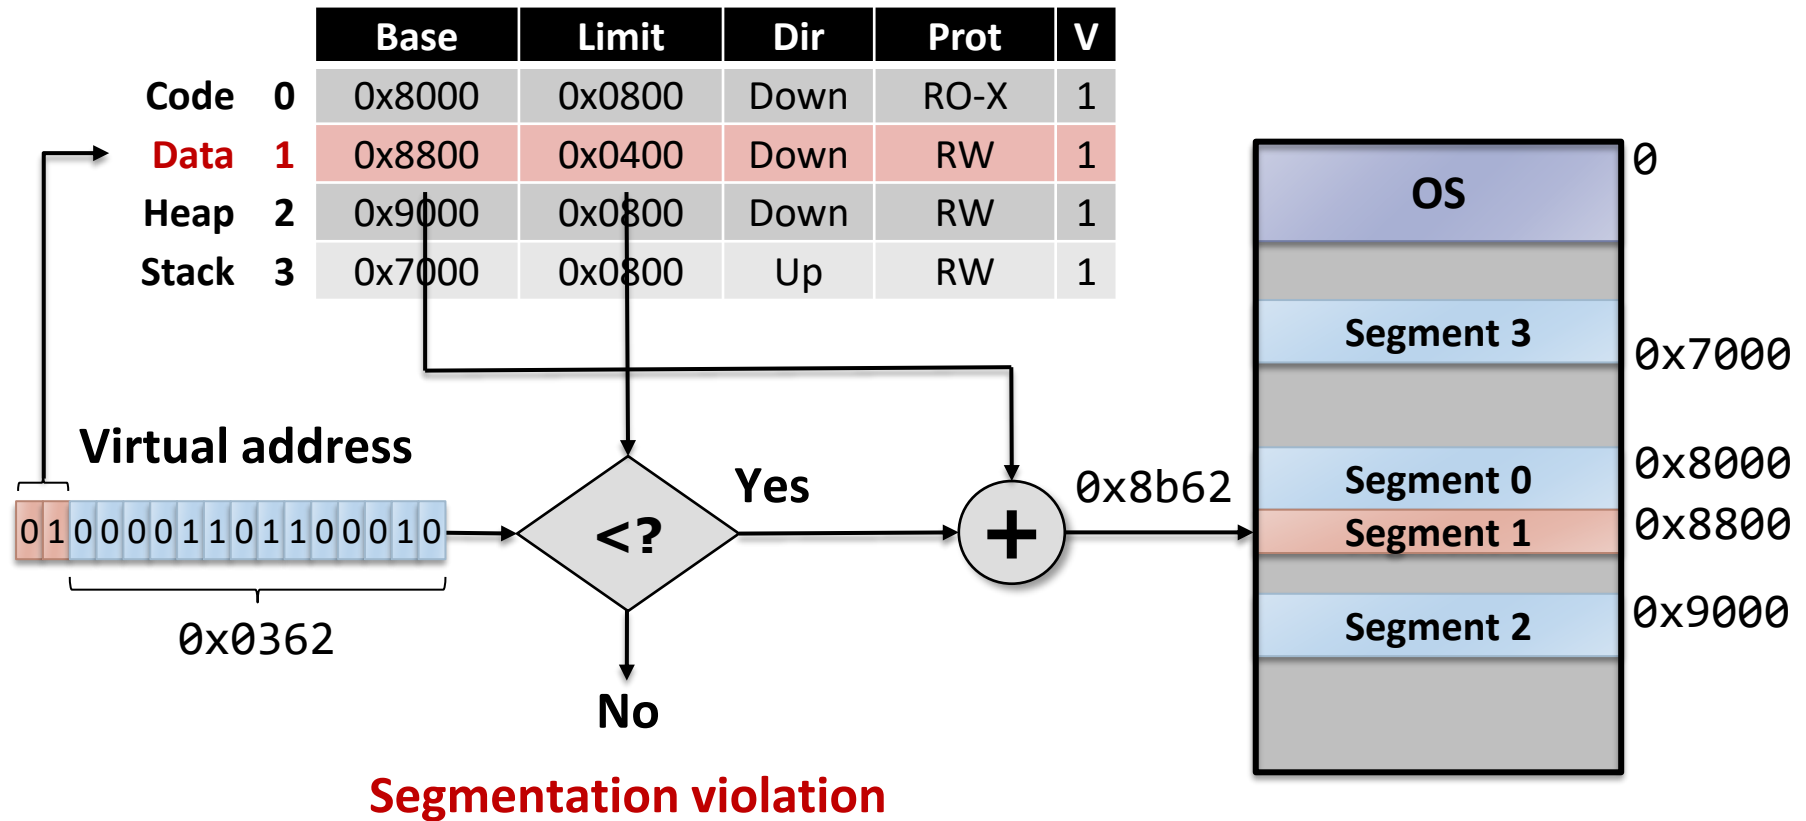 Base Limit Dir Prot V
Code 0 0x8000 0x0800 Down RO-X 1
Data 1 0x8800 0x0400 Down RW 1
Heap 2 0x9000 0x0800 Down RW 1
Stack 3 0x7000 0x0800 Up RW 1
Virtual address
0 1 0 0 0 0 1 1 0 1 1 0 0 0 1 0
0x0362
<?
Yes
No
Segmentation violation
+
0x8b62
OS
0
Segment 3
0x7000
Segment 0
0x8000
Segment 1
0x8800
Segment 2
0x9000